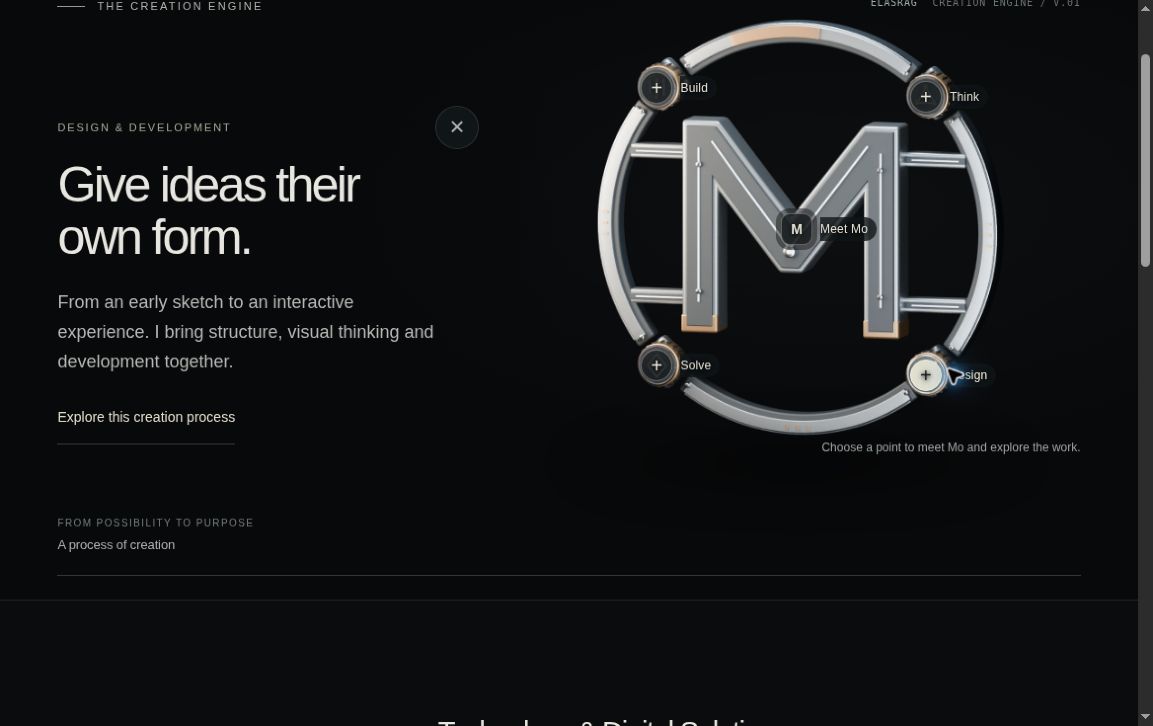 THE CREATION ENGINE
ELASRAG CREATION ENGINE / V.01
DESIGN & DEVELOPMENT
Give ideas their
own form.
From an early sketch to an interactive
experience. I bring structure, visual thinking and
development together.
Explore this creation process
Build
Think
M
Meet Mo
Solve
Choose a point to meet Mo and explore the work.
FROM POSSIBILITY TO PURPOSE
A process of creation